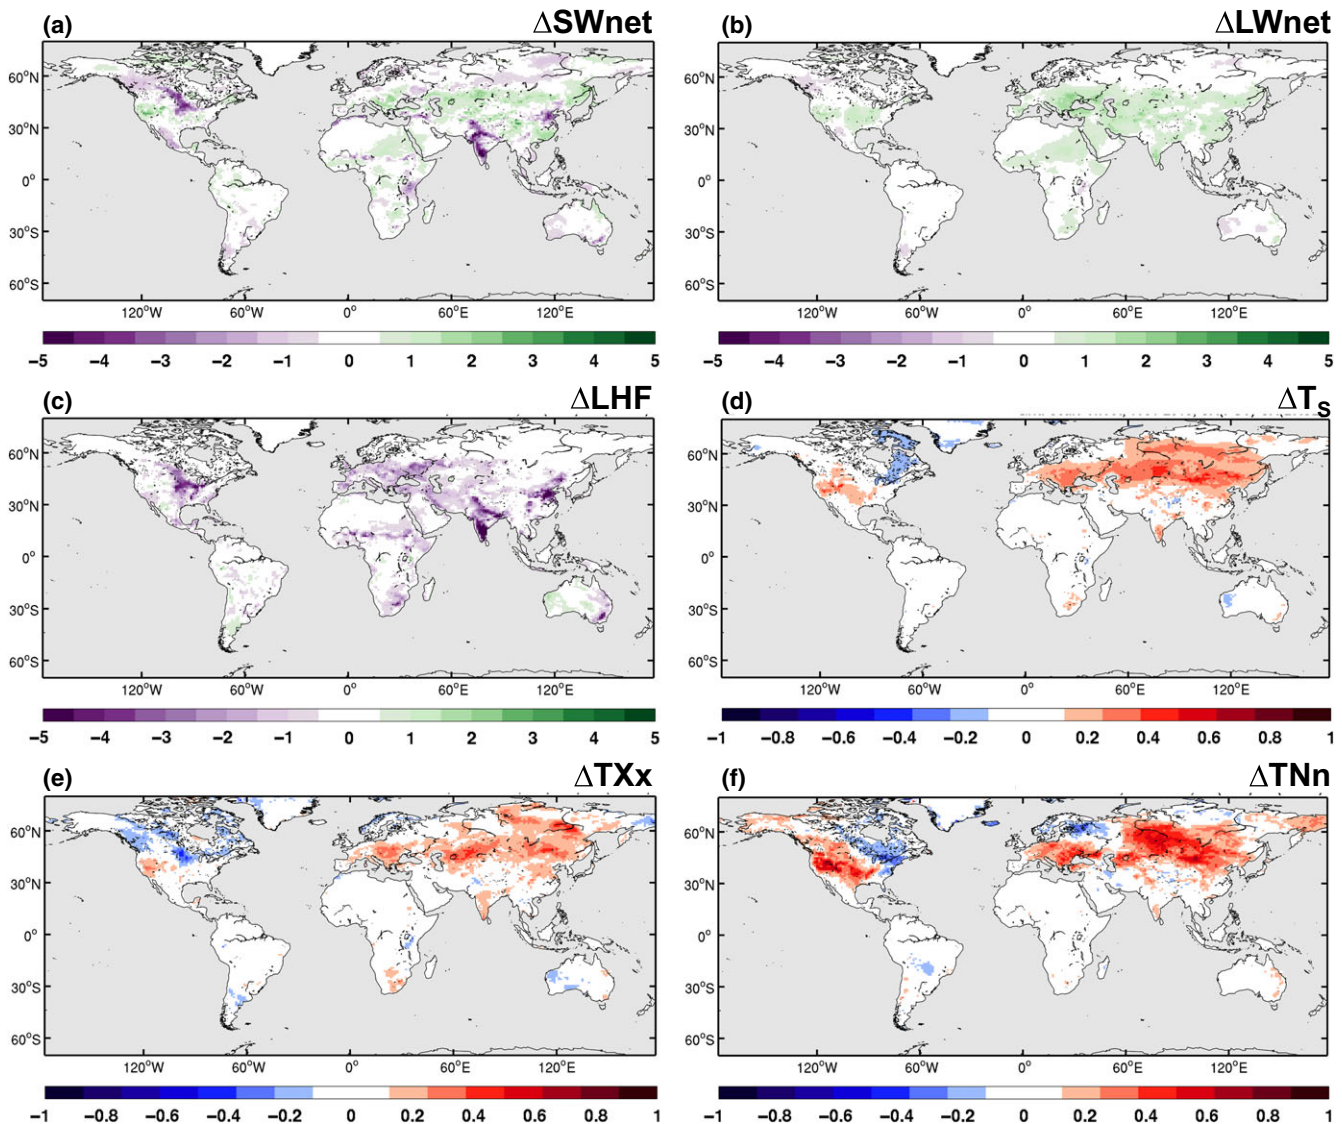 (a) ΔSWnet (b) ΔLWnet
60°N 60°N
30°N 30°N
0° 0°
30°S 30°S
60°S 60°S
120°W 60°W 0° 60°E 120°E 120°W 60°W 0° 60°E 120°E
−5 −4 −3 −2 −1 0 1 2 3 4 5 −5 −4 −3 −2 −1 0 1 2 3 4 5
(c) ΔLHF (d) ΔTS
60°N 60°N
30°N 30°N
0° 0°
30°S 30°S
60°S 60°S
120°W 60°W 0° 60°E 120°E 120°W 60°W 0° 60°E 120°E
−5 −4 −3 −2 −1 0 1 2 3 4 5 −1 −0.8 −0.6 −0.4 −0.2 0 0.2 0.4 0.6 0.8 1
(e) ΔTXx (f) ΔTNn
60°N 60°N
30°N 30°N
0° 0°
30°S 30°S
60°S 60°S
120°W 60°W 0° 60°E 120°E 120°W 60°W 0° 60°E 120°E
−1 −0.8 −0.6 −0.4 −0.2 0 0.2 0.4 0.6 0.8 1 −1 −0.8 −0.6 −0.4 −0.2 0 0.2 0.4 0.6 0.8 1